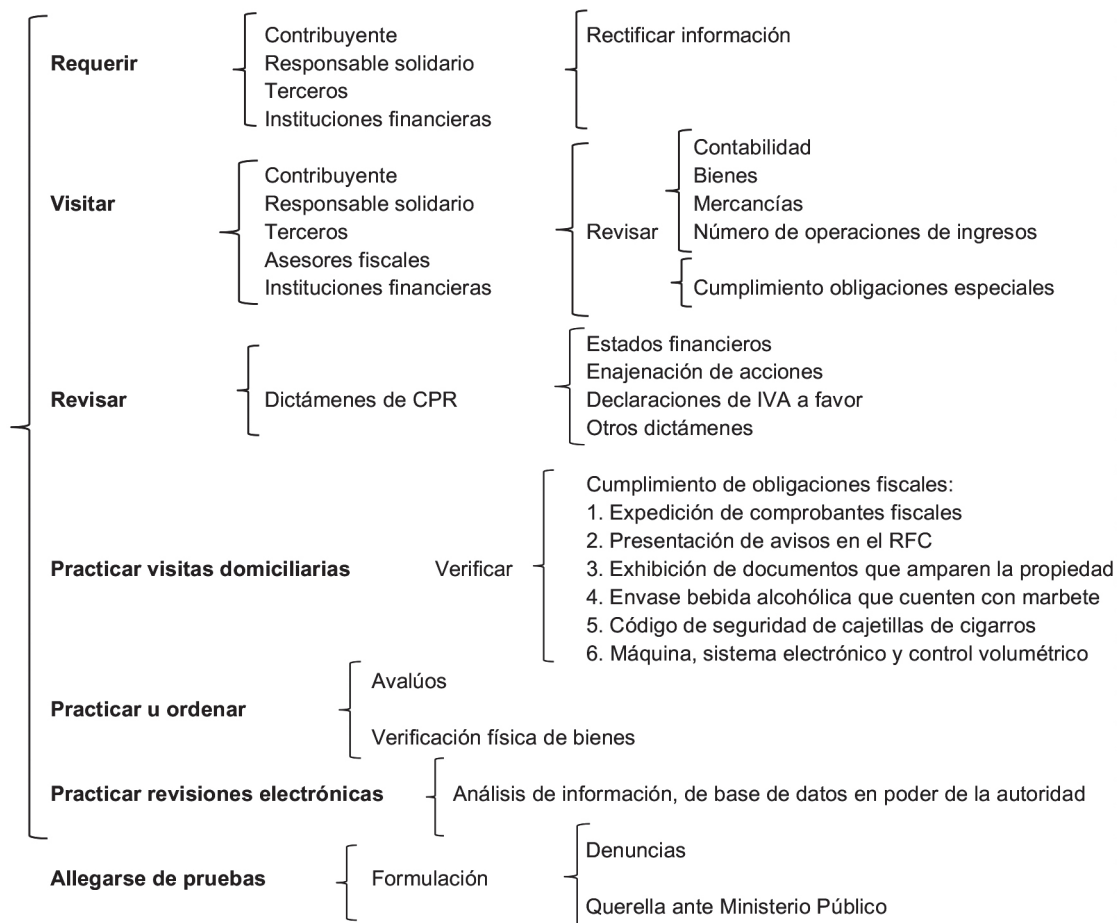 Requerir
Contribuyente
Responsable solidario
Terceros
Instituciones financieras
Rectificar información
Visitar
Contribuyente
Responsable solidario
Terceros
Asesores fiscales
Instituciones financieras
Revisar
Contabilidad
Bienes
Mercancías
Número de operaciones de ingresos
Cumplimiento obligaciones especiales
Revisar
Dictámenes de CPR
Estados financieros
Enajenación de acciones
Declaraciones de IVA a favor
Otros dictámenes
Practicar visitas domiciliarias
Verificar
Cumplimiento de obligaciones fiscales:
1. Expedición de comprobantes fiscales
2. Presentación de avisos en el RFC
3. Exhibición de documentos que amparen la propiedad
4. Envase bebida alcohólica que cuenten con marbete
5. Código de seguridad de cajetillas de cigarros
6. Máquina, sistema electrónico y control volumétrico
Practicar u ordenar
Avalúos
Verificación física de bienes
Practicar revisiones electrónicas
Análisis de información, de base de datos en poder de la autoridad
Allegarse de pruebas
Formulación
Denuncias
Querella ante Ministerio Público